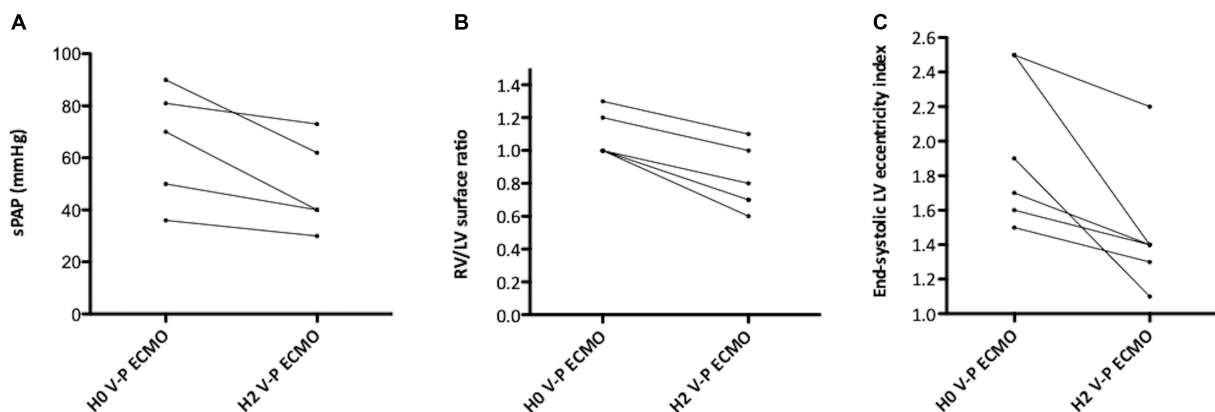 A
sPAP (mmHg)
100
80
60
40
20
0
H0 V-P ECMO
H2 V-P ECMO
B
RV/LV surface ratio
1.4
1.2
1.0
0.8
0.6
0.4
0.2
0.0
H0 V-P ECMO
H2 V-P ECMO
C
End-systolic LV eccentricity index
2.6
2.4
2.2
2.0
1.8
1.6
1.4
1.2
1.0
H0 V-P ECMO
H2 V-P ECMO